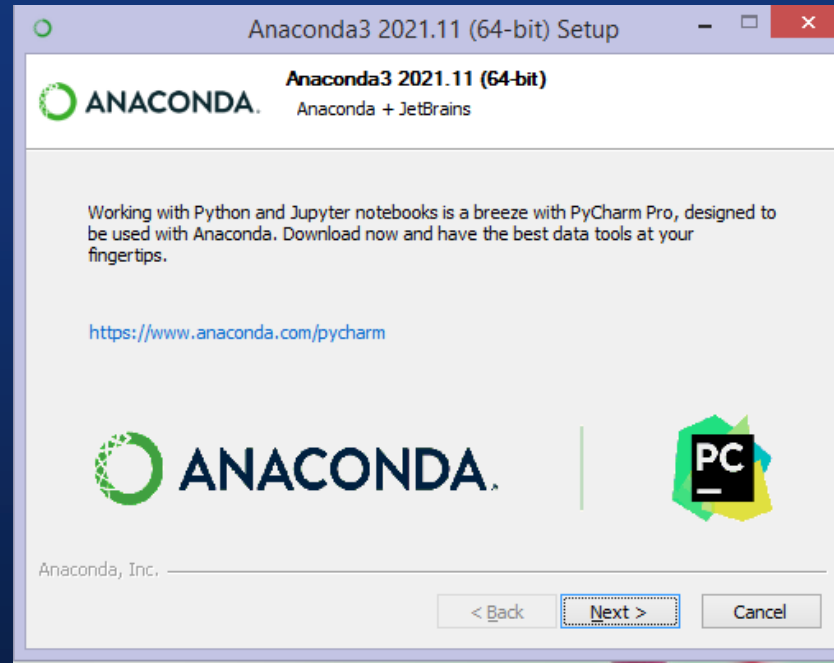 Anaconda3 2021.11 (64-bit) Setup
ANACONDA.
Anaconda3 2021.11 (64-bit)
Anaconda + JetBrains
Working with Python and Jupyter notebooks is a breeze with PyCharm Pro, designed to
be used with Anaconda. Download now and have the best data tools at your
fingertips.
https://www.anaconda.com/pycharm
ANACONDA.
PC
Anaconda, Inc.
< Back
Next >
Cancel